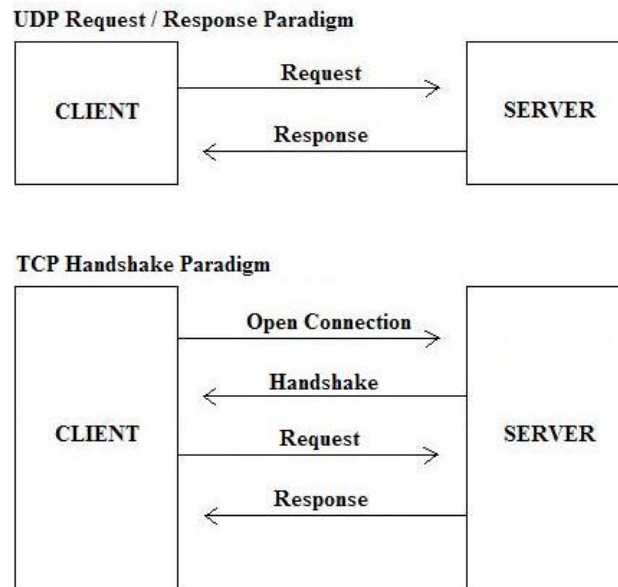 UDP Request / Response Paradigm
Request
CLIENT
SERVER
Response
TCP Handshake Paradigm
Open Connection
Handshake
CLIENT
Request
SERVER
Response